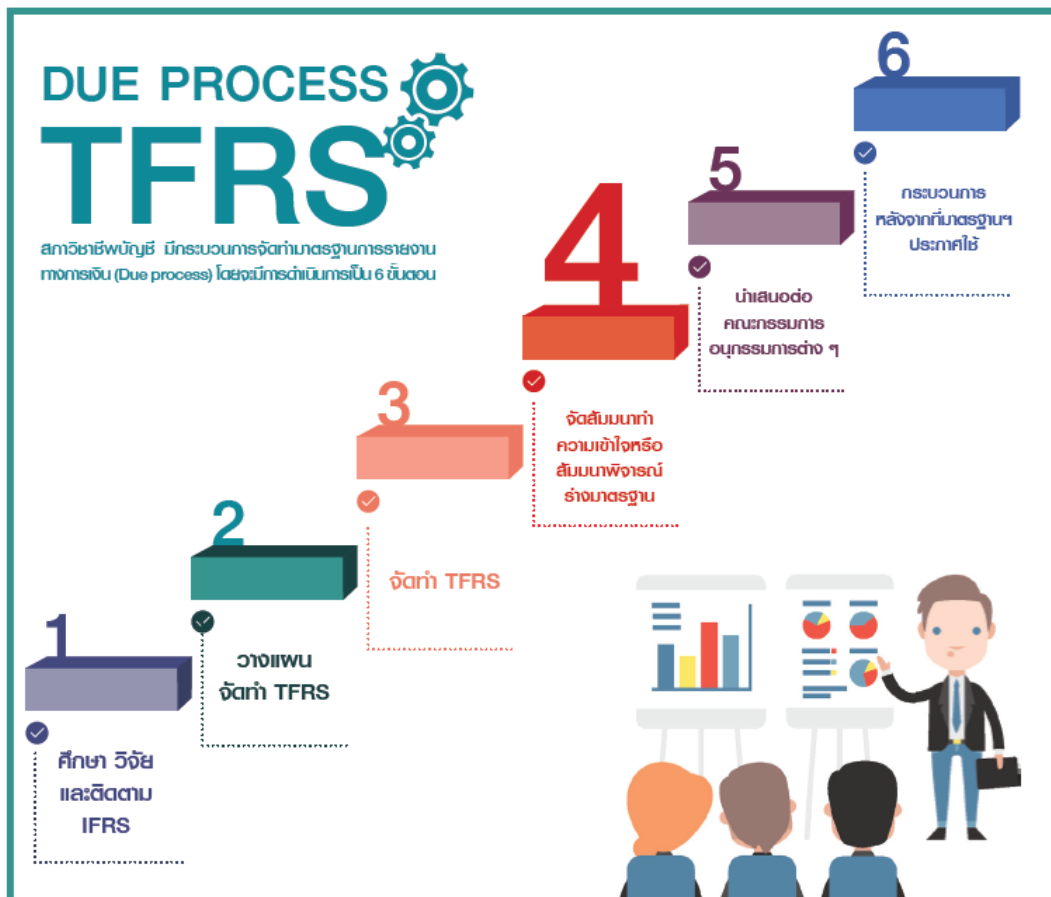 DUE PROCESS
TFRS
สภาวิชาชีพบัญชี มีกระบวนการจัดทำมาตรฐานการรายงาน
ทางการเงิน (Due process) โดยจะมีการดำเนินการเป็น 6 ขั้นตอน
1
ศึกษา วิจัย
และติดตาม
IFRS
2
วางแผน
จัดทำ TFRS
3
จัดทำ TFRS
4
จัดสัมมนาทำ
ความเข้าใจหรือ
สัมมนาพิจารณ์
ร่างมาตรฐาน
5
นำเสนอต่อ
คณะกรรมการ
อนุกรรมการต่าง ๆ
6
กระบวนการ
หลังจากที่มาตรฐานฯ
ประกาศใช้